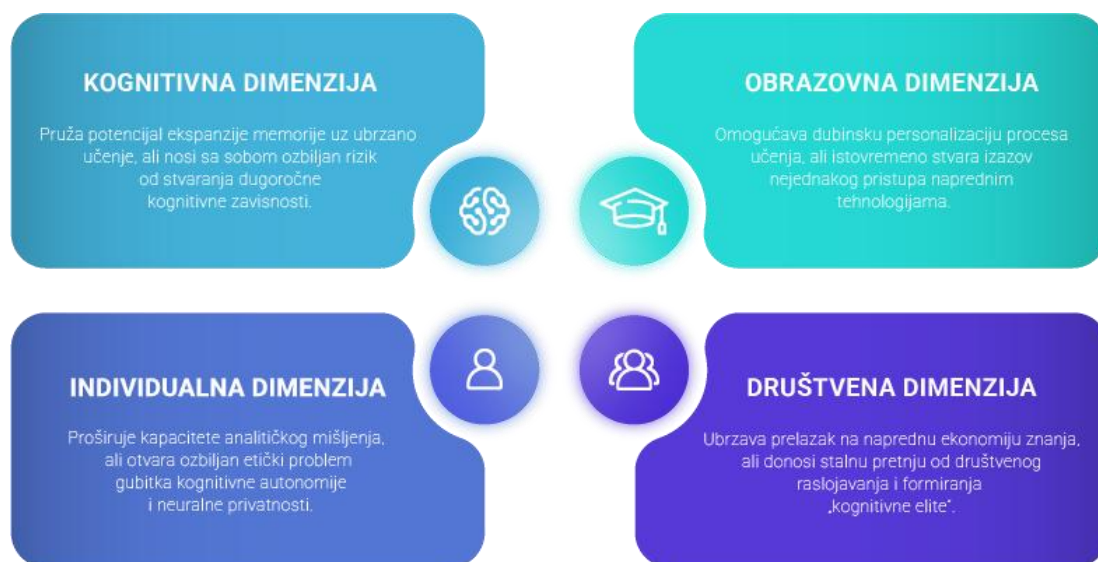 KOGNITIVNA DIMENZIJA
Pruža potencijal ekspanzije memorije uz ubrzano
učenje, ali nosi sa sobom ozbiljan rizik
od stvaranja dugoročne
kognitivne zavisnosti.
OBRAZOVNA DIMENZIJA
Omogućava dubinsku personalizaciju procesa
učenja, ali istovremeno stvara izazov
nejednakog pristupa naprednim
tehnologijama.
INDIVIDUALNA DIMENZIJA
Proširuje kapacitete analitičkog mišljenja,
ali otvara ozbiljan etički problem
gubitka kognitivne autonomije
i neuralne privatnosti.
DRUŠTVENA DIMENZIJA
Ubrzava prelazak na naprednu ekonomiju znanja,
ali donosi stalnu pretnju od društvenog
raslojavanja i formiranja
„kognitivne elite“.